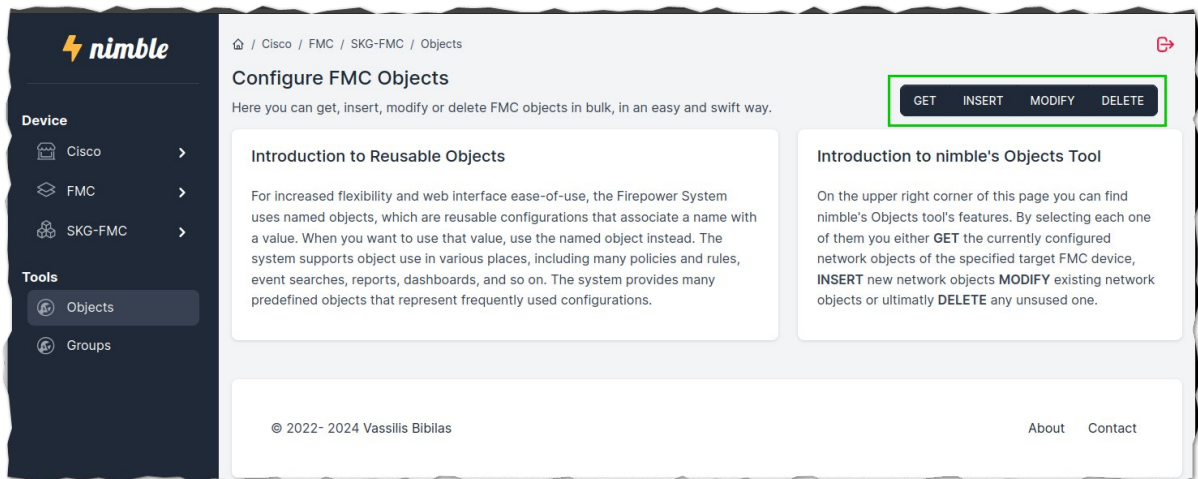 nimble
Device
Cisco
FMC
SKG-FMC
Tools
Objects
Groups
/ Cisco / FMC / SKG-FMC / Objects
Configure FMC Objects
Here you can get, insert, modify or delete FMC objects in bulk, in an easy and swift way.
GET INSERT MODIFY DELETE
Introduction to Reusable Objects
For increased flexibility and web interface ease-of-use, the Firepower System
uses named objects, which are reusable configurations that associate a name with
a value. When you want to use that value, use the named object instead. The
system supports object use in various places, including many policies and rules,
event searches, reports, dashboards, and so on. The system provides many
predefined objects that represent frequently used configurations.
Introduction to nimble's Objects Tool
On the upper right corner of this page you can find
nimble's Objects tool's features. By selecting each one
of them you either GET the currently configured
network objects of the specified target FMC device,
INSERT new network objects MODIFY existing network
objects or ultimatly DELETE any unsused one.
© 2022- 2024 Vassilis Bibilas
About Contact